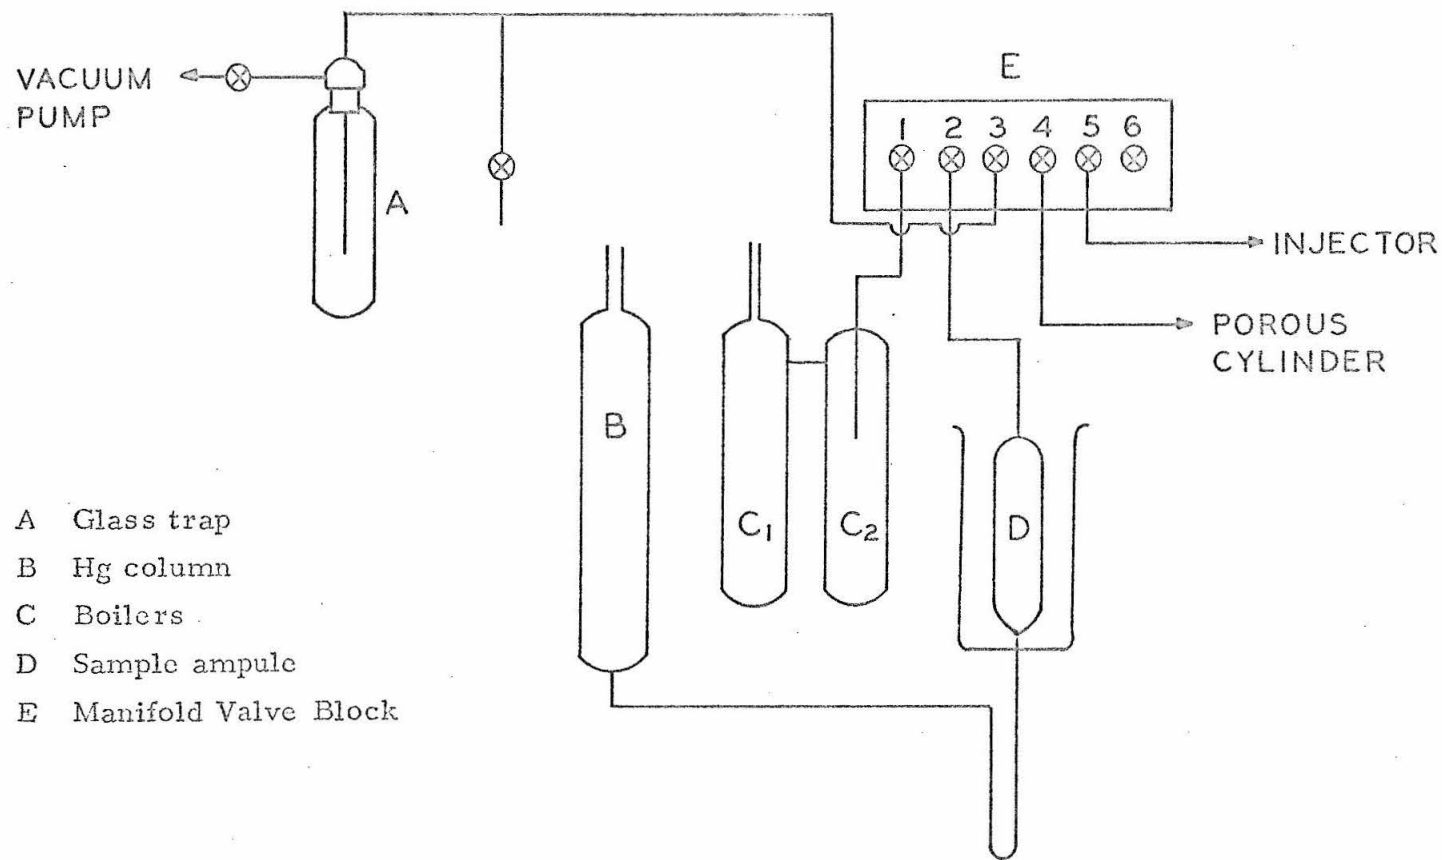 VACUUM
PUMP
E
1 2 3 4 5 6
A
INJECTOR
POROUS
CYLINDER
B
C1
C2
D
A Glass trap
B Hg column
C Boilers
D Sample ampule
E Manifold Valve Block